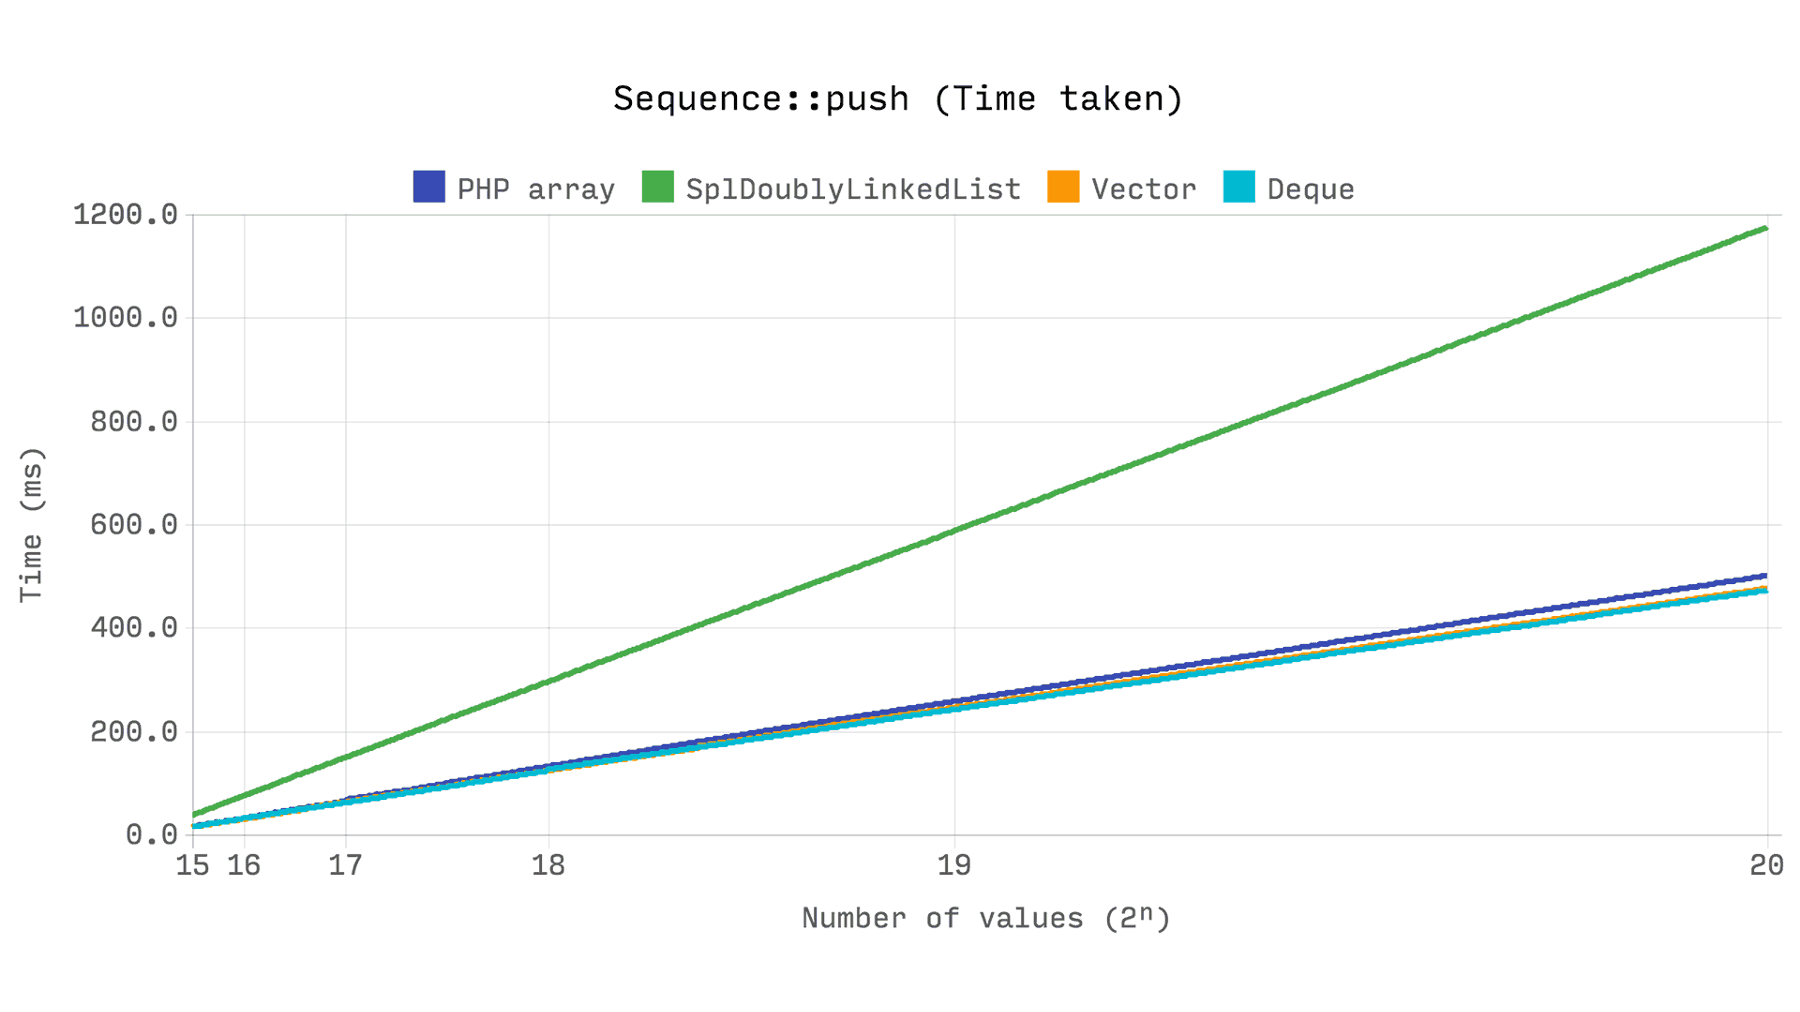 Sequence::push (Time taken)
PHP array SplDoublyLinkedList Vector Deque
1200.0
1000.0
800.0
600.0
400.0
200.0
0.0
Time (ms)
15 16 17 18 19 20
Number of values (2ⁿ)